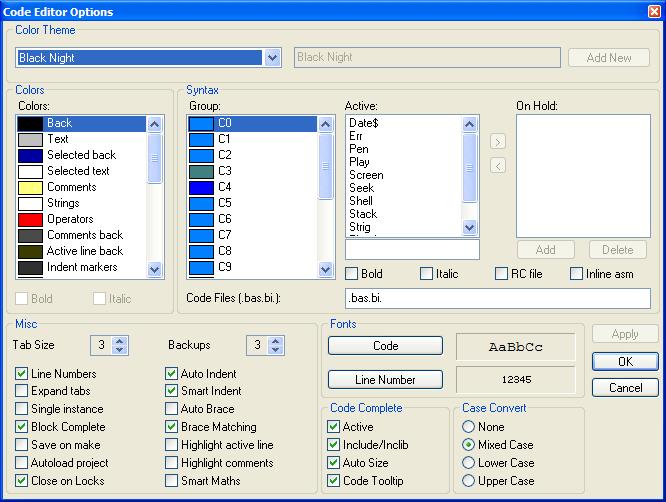 Code Editor Options
Color Theme
Black Night
Black Night
Add New
Colors
Colors:
Back
Text
Selected back
Selected text
Comments
Strings
Operators
Comments back
Active line back
Indent markers
Bold
Italic
Syntax
Group:
C0
C1
C2
C3
C4
C5
C6
C7
C8
C9
Active:
Date$
Err
Pen
Play
Screen
Seek
Shell
Stack
Strig
>
<
On Hold:
Add
Delete
Bold
Italic
RC file
Inline asm
Code Files (.bas.bi.):
.bas.bi.
Misc
Tab Size
3
Backups
3
Line Numbers
Expand tabs
Single instance
Block Complete
Save on make
Autoload project
Close on Locks
Auto Indent
Smart Indent
Auto Brace
Brace Matching
Highlight active line
Highlight comments
Smart Maths
Fonts
Code
AaBbCc
Line Number
12345
Code Complete
Active
Include/Inclib
Auto Size
Code Tooltip
Case Convert
None
Mixed Case
Lower Case
Upper Case
Apply
OK
Cancel